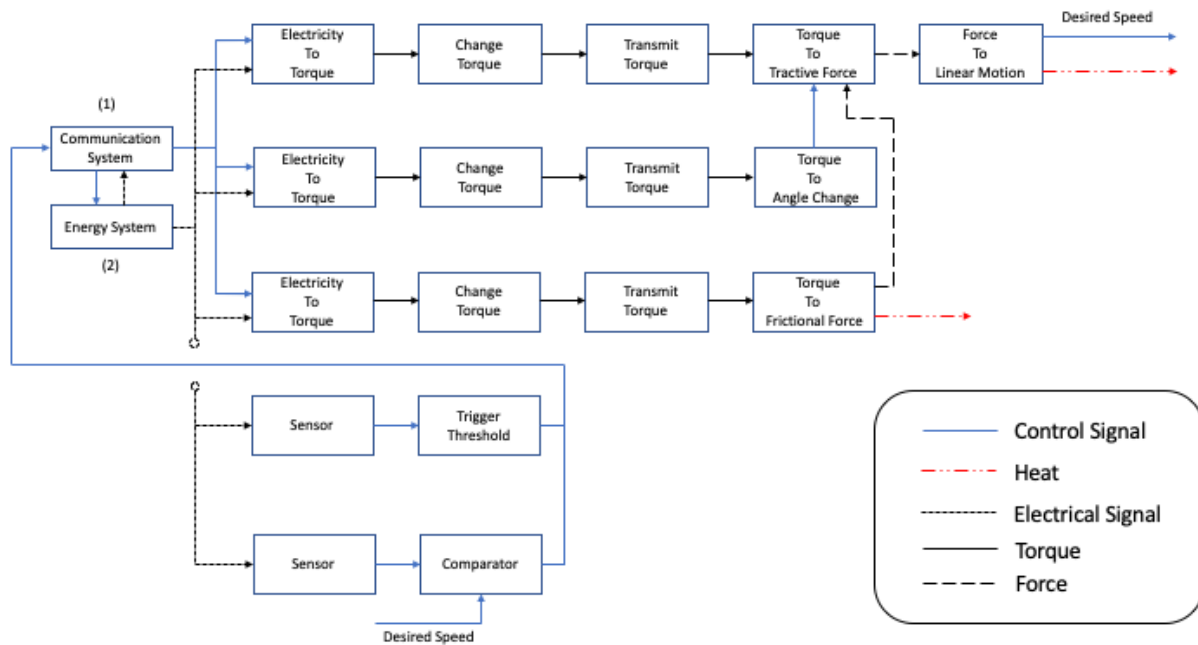 Desired Speed
Electricity
To
Torque
Change
Torque
Transmit
Torque
Torque
To
Tractive Force
Force
To
Linear Motion
(1)
Communication
System
Electricity
To
Torque
Change
Torque
Transmit
Torque
Torque
To
Angle Change
Energy System
(2)
Electricity
To
Torque
Change
Torque
Transmit
Torque
Torque
To
Frictional Force
Sensor
Trigger
Threshold
Sensor
Comparator
Desired Speed
Control Signal
Heat
Electrical Signal
Torque
Force